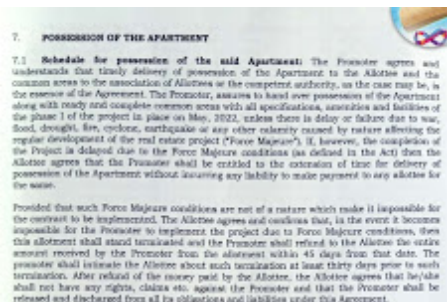 7. POSSESSION OF THE APARTMENT
7.1 Schedule for possession of the said Apartment: The Promoter agrees and
understands that timely delivery of possession of the Apartment to the Allottee and the
common areas to the association of Allottees or the competent authority, as the case may be, is
the essence of the Agreement. The Promoter, assures to hand over possession of the Apartment
along with ready and complete common areas with all specifications, amenities and facilities of
the phase I of the project in place on May, 2022, unless there is delay or failure due to war,
flood, drought, fire, cyclone, earthquake or any other calamity caused by nature affecting the
regular development of the real estate project ("Force Majeure"). If, however, the completion of
the Project is delayed due to the Force Majeure conditions (as defined in the Act) then the
Allottee agrees that the Promoter shall be entitled to the extension of time for delivery of
possession of the Apartment without incurring any liability to make payment to any allottee for
the same.
Provided that such Force Majeure conditions are not of a nature which make it impossible for
the contract to be implemented. The Allottee agrees and confirms that, in the event it becomes
impossible for the Promoter to implement the project due to Force Majeure conditions, then
this allotment shall stand terminated and the Promoter shall refund to the Allottee the entire
amount received by the Promoter from the allotment within 45 days from that date. The
promoter shall intimate the Allottee about such termination at least thirty days prior to such
termination. After refund of the money paid by the Allottee, the Allottee agrees that he/she
shall not have any rights, claims etc. against the Promoter and that the Promoter shall be
released and discharged from all its obligations and liabilities under this Agreement.